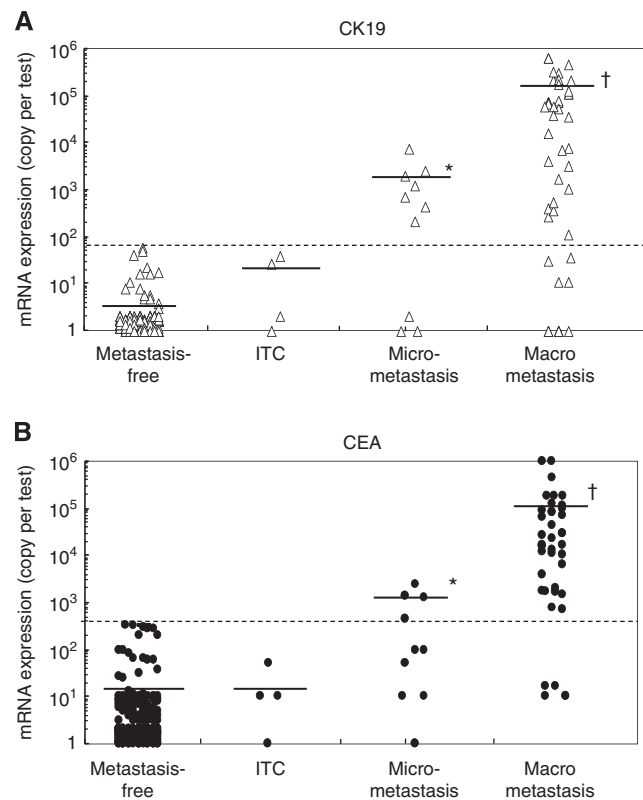 A
CK19
mRNA expression (copy per test)
10⁶
10⁵
10⁴
10³
10²
10¹
1
†
*
Metastasis-
free
ITC
Micro-
metastasis
Macro
metastasis
B
CEA
mRNA expression (copy per test)
10⁶
10⁵
10⁴
10³
10²
10¹
1
†
*
Metastasis-
free
ITC
Micro-
metastasis
Macro
metastasis